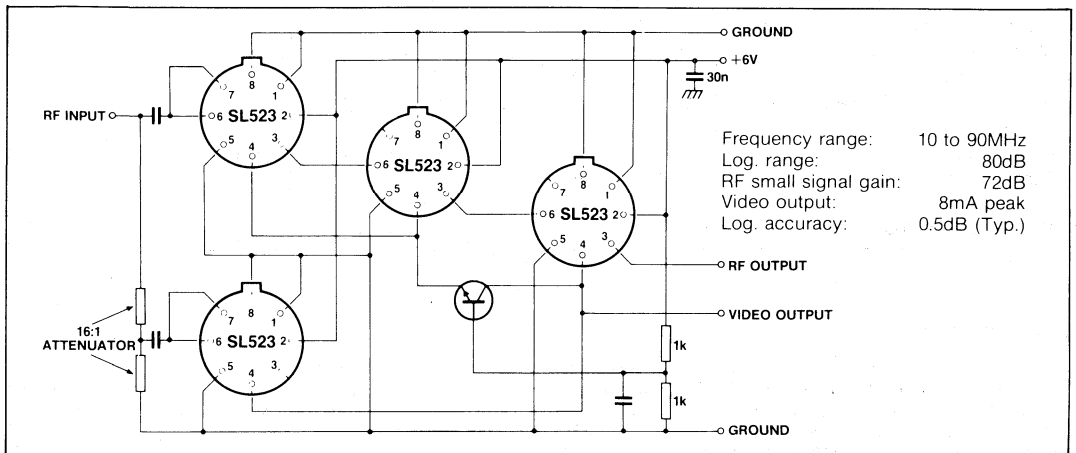 GROUND
+6V
30n
RF INPUT
8
7
1
6 SL523 2
5
4
3
8
7
1
6 SL523 2
5
4
3
8
7
1
6 SL523 2
5
4
3
Frequency range: 10 to 90MHz
Log. range: 80dB
RF small signal gain: 72dB
Video output: 8mA peak
Log. accuracy: 0.5dB (Typ.)
RF OUTPUT
VIDEO OUTPUT
16:1
ATTENUATOR
8
7
1
6 SL523 2
5
4
3
1k
1k
GROUND